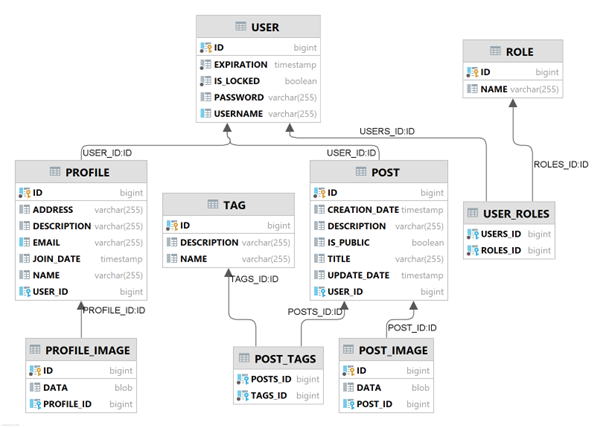 USER
ID bigint
EXPIRATION timestamp
IS_LOCKED boolean
PASSWORD varchar(255)
USERNAME varchar(255)
ROLE
ID bigint
NAME varchar(255)
USERS_ID:ID
USER_ID:ID
USER_ID:ID
ROLES_ID:ID
PROFILE
ID bigint
ADDRESS varchar(255)
DESCRIPTION varchar(255)
EMAIL varchar(255)
JOIN_DATE timestamp
NAME varchar(255)
USER_ID bigint
TAG
ID bigint
DESCRIPTION varchar(255)
NAME varchar(255)
POST
ID bigint
CREATION_DATE timestamp
DESCRIPTION varchar(255)
IS_PUBLIC boolean
TITLE varchar(255)
UPDATE_DATE timestamp
USER_ID bigint
USER_ROLES
USERS_ID bigint
ROLES_ID bigint
TAGS_ID:ID
PROFILE_ID:ID
POSTS_ID:ID
POST_ID:ID
PROFILE_IMAGE
ID bigint
DATA blob
PROFILE_ID bigint
POST_TAGS
POSTS_ID bigint
TAGS_ID bigint
POST_IMAGE
ID bigint
DATA blob
POST_ID bigint